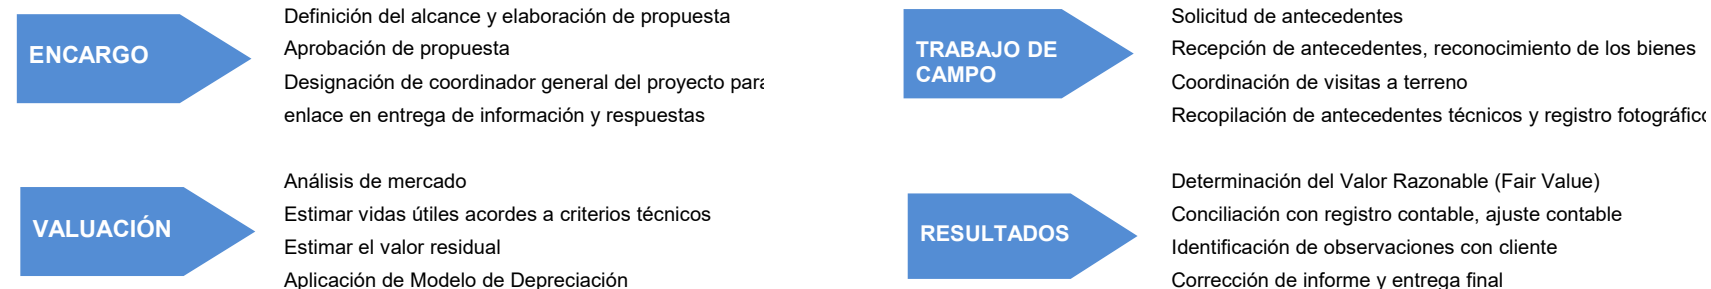 ENCARGO
Definición del alcance y elaboración de propuesta
Aprobación de propuesta
Designación de coordinador general del proyecto para
enlace en entrega de información y respuestas
TRABAJO DE
CAMPO
Solicitud de antecedentes
Recepción de antecedentes, reconocimiento de los bienes
Coordinación de visitas a terreno
Recopilación de antecedentes técnicos y registro fotográfico
VALUACIÓN
Análisis de mercado
Estimar vidas útiles acordes a criterios técnicos
Estimar el valor residual
Aplicación de Modelo de Depreciación
RESULTADOS
Determinación del Valor Razonable (Fair Value)
Conciliación con registro contable, ajuste contable
Identificación de observaciones con cliente
Corrección de informe y entrega final